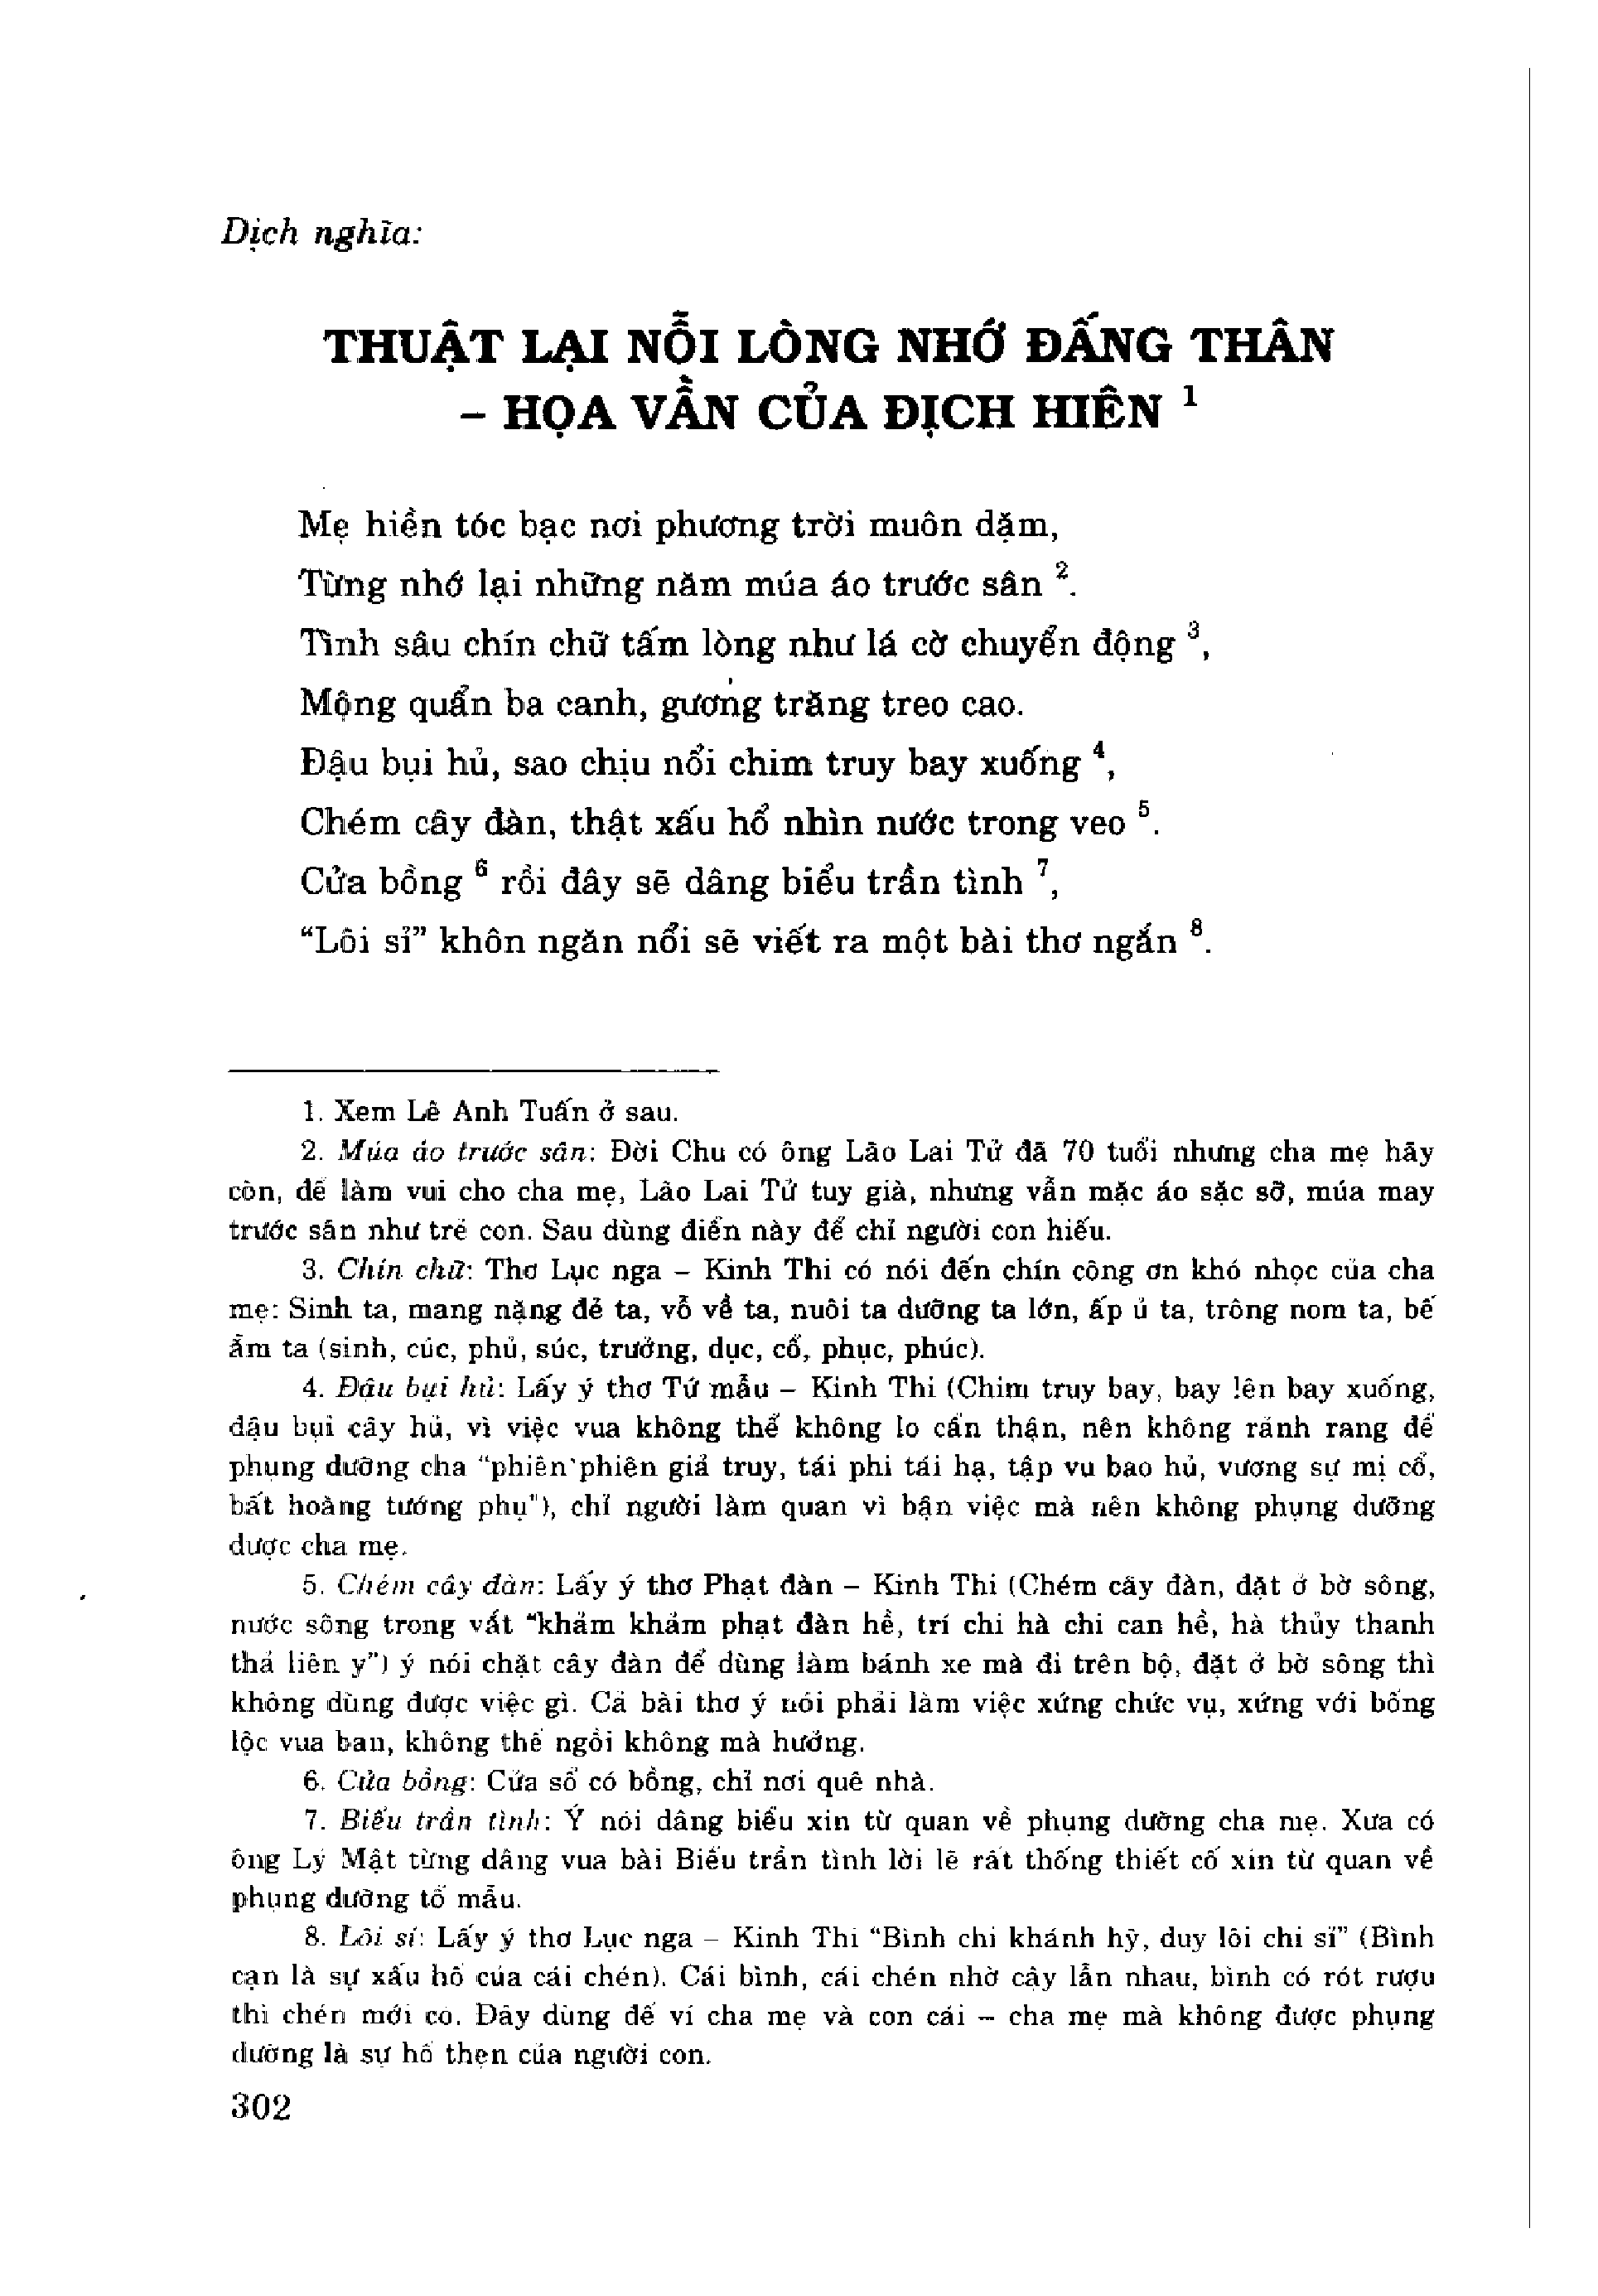 Dịch nghĩa:
THUẬT LẠI NỖI LÒNG NHỚ ĐẤNG THÂN
– HỌA VẦN CỦA ĐỊCH HIÊN 1
Mẹ hiền tóc bạc nơi phương trời muôn dặm,
Từng nhớ lại những năm múa áo trước sân 2.
Tình sâu chín chữ tấm lòng như lá cờ chuyển động 3,
Mộng quẩn ba canh, gương trăng treo cao.
Đậu bụi hủ, sao chịu nổi chim truy bay xuống 4,
Chém cây đàn, thật xấu hổ nhìn nước trong veo 5.
Cửa bồng 6 rồi đây sẽ dâng biểu trần tình 7,
“Lôi sỉ” khôn ngăn nổi sẽ viết ra một bài thơ ngắn 8.
1. Xem Lê Anh Tuấn ở sau.
2. Múa áo trước sân: Đời Chu có ông Lão Lai Tử đã 70 tuổi nhưng cha mẹ hãy
còn, để làm vui cho cha mẹ, Lão Lai Tử tuy già, nhưng vẫn mặc áo sặc sỡ, múa may
trước sân như trẻ con. Sau dùng điển này để chỉ người con hiếu.
3. Chín chữ: Thơ Lục nga – Kinh Thi có nói đến chín công ơn khó nhọc của cha
mẹ: Sinh ta, mang nặng đẻ ta, vỗ về ta, nuôi ta dưỡng ta lớn, ấp ủ ta, trông nom ta, bế
ẵm ta (sinh, cúc, phủ, súc, trưởng, dục, cố, phục, phúc).
4. Đậu bụi hủ: Lấy ý thơ Tứ mẫu – Kinh Thi (Chim truy bay, bay lên bay xuống,
đậu bụi cây hủ, vì việc vua không thể không lo cẩn thận, nên không rảnh rang để
phụng dưỡng cha “phiên phiên giả truy, tái phi tái hạ, tập vu bao hủ, vương sự mị cổ,
bất hoàng tướng phụ”), chỉ người làm quan vì bận việc mà nên không phụng dưỡng
được cha mẹ.
5. Chém cây đàn: Lấy ý thơ Phạt đàn – Kinh Thi (Chém cây đàn, đặt ở bờ sông,
nước sông trong vắt “khảm khảm phạt đàn hề, trí chi hà chi can hề, hà thủy thanh
thả liên y”) ý nói chặt cây đàn để dùng làm bánh xe mà đi trên bộ, đặt ở bờ sông thì
không dùng được việc gì. Cả bài thơ ý nói phải làm việc xứng chức vụ, xứng với bổng
lộc vua ban, không thể ngồi không mà hưởng.
6. Cửa bồng: Cửa sổ có bồng, chỉ nơi quê nhà.
7. Biểu trần tình: Ý nói dâng biểu xin từ quan về phụng dưỡng cha mẹ. Xưa có
ông Lý Mật từng dâng vua bài Biểu trần tình lời lẽ rất thống thiết cố xin từ quan về
phụng dưỡng tổ mẫu.
8. Lôi sỉ: Lấy ý thơ Lục nga – Kinh Thi “Bình chi khánh hỹ, duy lôi chi sỉ” (Bình
cạn là sự xấu hổ của cái chén). Cái bình, cái chén nhờ cậy lẫn nhau, bình có rót rượu
thì chén mới có. Đây dùng để ví cha mẹ và con cái – cha mẹ mà không được phụng
dưỡng là sự hổ thẹn của người con.
302